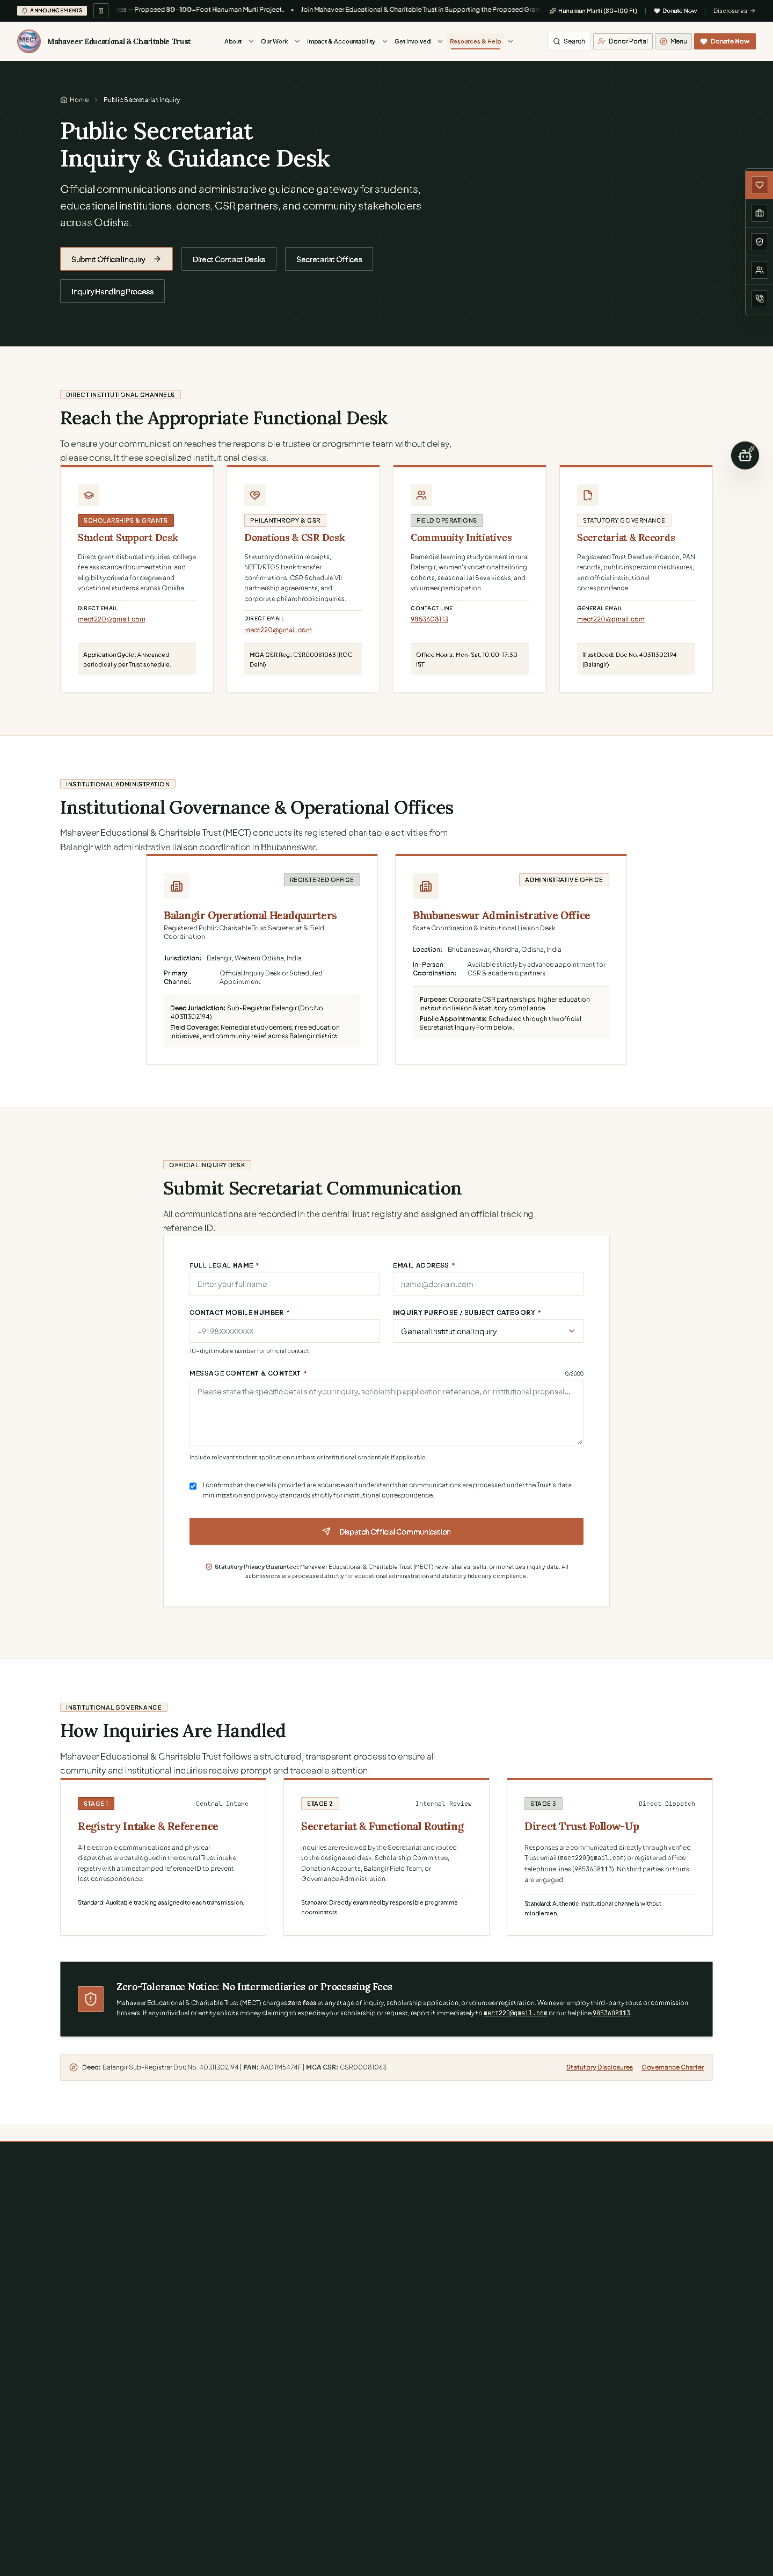 ANNOUNCEMENTS
— Proposed 80–100-Foot Hanuman Murti Project. • Join Mahaveer Educational & Charitable Trust in Supporting the Proposed
Hanuman Murti (80–100 Ft) | Donate Now | Disclosures →
MECT
Mahaveer Educational & Charitable Trust
About
Our Work
Impact & Accountability
Get Involved
Resources & Help
Search
Donor Portal
Menu
Donate Now
Home > Public Secretariat Inquiry
Public Secretariat
Inquiry & Guidance Desk
Official communications and administrative guidance gateway for students,
educational institutions, donors, CSR partners, and community stakeholders
across Odisha.
Submit Official Inquiry →
Direct Contact Desks
Secretariat Offices
Inquiry Handling Process
DIRECT INSTITUTIONAL CHANNELS
Reach the Appropriate Functional Desk
To ensure your communication reaches the responsible trustee or programme team without delay,
please consult these specialized institutional desks.
SCHOLARSHIPS & GRANTS
Student Support Desk
Direct grant disbursal inquiries, college
fee assistance documentation, and
eligibility criteria for degree and
vocational students across Odisha.
DIRECT EMAIL
mect220@gmail.com
Application Cycle: Announced
periodically per Trust schedule.
PHILANTHROPY & CSR
Donations & CSR Desk
Statutory donation receipts,
NEFT/RTGS bank transfer
confirmations, CSR Schedule VII
partnership agreements, and
corporate philanthropic inquiries.
DIRECT EMAIL
mect220@gmail.com
MCA CSR Reg: CSR00081063 (ROC
Delhi)
FIELD OPERATIONS
Community Initiatives
Remedial learning study centers in rural
Balangir, women's vocational tailoring
cohorts, seasonal Jal Seva kiosks, and
volunteer participation.
CONTACT LINE
9853608113
Office Hours: Mon–Sat, 10:00–17:30
IST
STATUTORY GOVERNANCE
Secretariat & Records
Registered Trust Deed verification, PAN
records, public inspection disclosures,
and official institutional
correspondence.
GENERAL EMAIL
mect220@gmail.com
Trust Deed: Doc No. 40311302194
(Balangir)
INSTITUTIONAL ADMINISTRATION
Institutional Governance & Operational Offices
Mahaveer Educational & Charitable Trust (MECT) conducts its registered charitable activities from
Balangir with administrative liaison coordination in Bhubaneswar.
REGISTERED OFFICE
Balangir Operational Headquarters
Registered Public Charitable Trust Secretariat & Field
Coordination
Jurisdiction: Balangir, Western Odisha, India
Primary Channel: Official Inquiry Desk or Scheduled Appointment
Deed Jurisdiction: Sub-Registrar Balangir (Doc No.
40311302194)
Field Coverage: Remedial study centers, free education
initiatives, and community relief across Balangir district.
ADMINISTRATIVE OFFICE
Bhubaneswar Administrative Office
State Coordination & Institutional Liaison Desk
Location: Bhubaneswar, Khordha, Odisha, India
In-Person Coordination: Available strictly by advance appointment for CSR & academic partners
Purpose: Corporate CSR partnerships, higher education
institution liaison & statutory compliance.
Public Appointments: Scheduled through the official
Secretariat Inquiry Form below.
OFFICIAL INQUIRY DESK
Submit Secretariat Communication
All communications are recorded in the central Trust registry and assigned an official tracking
reference ID.
FULL LEGAL NAME *
Enter your full name
EMAIL ADDRESS *
name@domain.com
CONTACT MOBILE NUMBER *
+91 98XXXXXXXX
10-digit mobile number for official contact
INQUIRY PURPOSE / SUBJECT CATEGORY *
General Institutional Inquiry
MESSAGE CONTENT & CONTEXT *
0/2000
Please state the specific details of your inquiry, scholarship application reference, or institutional proposal...
Include relevant student application numbers or institutional credentials if applicable.
I confirm that the details provided are accurate and understand that communications are processed under the Trust's data
minimization and privacy standards strictly for institutional correspondence.
Dispatch Official Communication
Statutory Privacy Guarantee: Mahaveer Educational & Charitable Trust (MECT) never shares, sells, or monetizes inquiry data. All
submissions are processed strictly for educational administration and statutory fiduciary compliance.
INSTITUTIONAL GOVERNANCE
How Inquiries Are Handled
Mahaveer Educational & Charitable Trust follows a structured, transparent process to ensure all
community and institutional inquiries receive prompt and traceable attention.
STAGE 1
Central Intake
Registry Intake & Reference
All electronic communications and physical
dispatches are catalogued in the central Trust intake
registry with a timestamped reference ID to prevent
lost correspondence.
Standard: Auditable tracking assigned to each transmission.
STAGE 2
Internal Review
Secretariat & Functional Routing
Inquiries are reviewed by the Secretariat and routed
to the designated desk: Scholarship Committee,
Donation Accounts, Balangir Field Team, or
Governance Administration.
Standard: Directly examined by responsible programme
coordinators.
STAGE 3
Direct Dispatch
Direct Trust Follow-Up
Responses are communicated directly through verified
Trust email (mect220@gmail.com) or registered office
telephone lines (9853608113). No third parties or touts
are engaged.
Standard: Authentic institutional channels without
middlemen.
Zero-Tolerance Notice: No Intermediaries or Processing Fees
Mahaveer Educational & Charitable Trust (MECT) charges zero fees at any stage of inquiry, scholarship application, or volunteer registration. We never employ third-party touts or commission
brokers. If any individual or entity solicits money claiming to expedite your scholarship or request, report it immediately to mect220@gmail.com or our helpline 9853608113.
Deed: Balangir Sub-Registrar Doc No. 40311302194 | PAN: AADTM5474F | MCA CSR: CSR00081063
Statutory Disclosures
Governance Charter